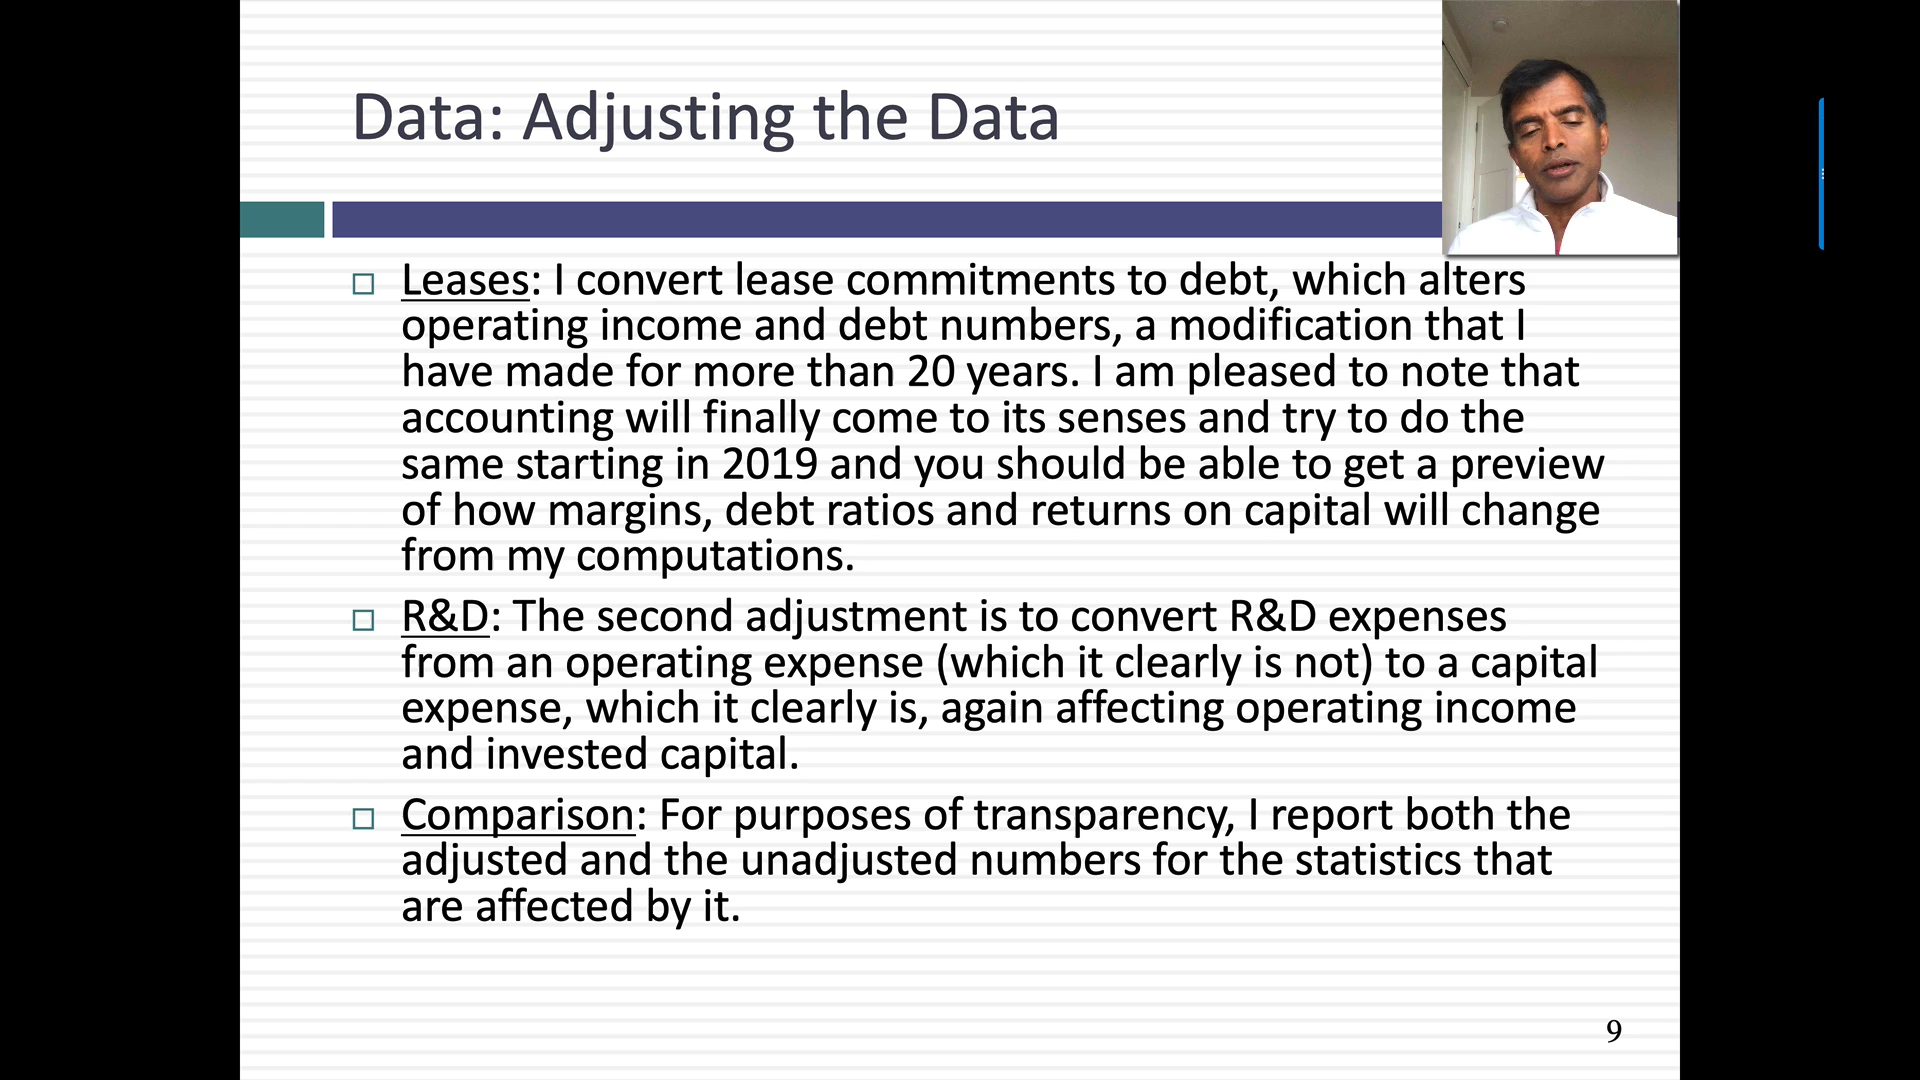 Data: Adjusting the Data
Leases: I convert lease commitments to debt, which alters
operating income and debt numbers, a modification that I
have made for more than 20 years. I am pleased to note that
accounting will finally come to its senses and try to do the
same starting in 2019 and you should be able to get a preview
of how margins, debt ratios and returns on capital will change
from my computations.
R&D: The second adjustment is to convert R&D expenses
from an operating expense (which it clearly is not) to a capital
expense, which it clearly is, again affecting operating income
and invested capital.
Comparison: For purposes of transparency, I report both the
adjusted and the unadjusted numbers for the statistics that
are affected by it.
9